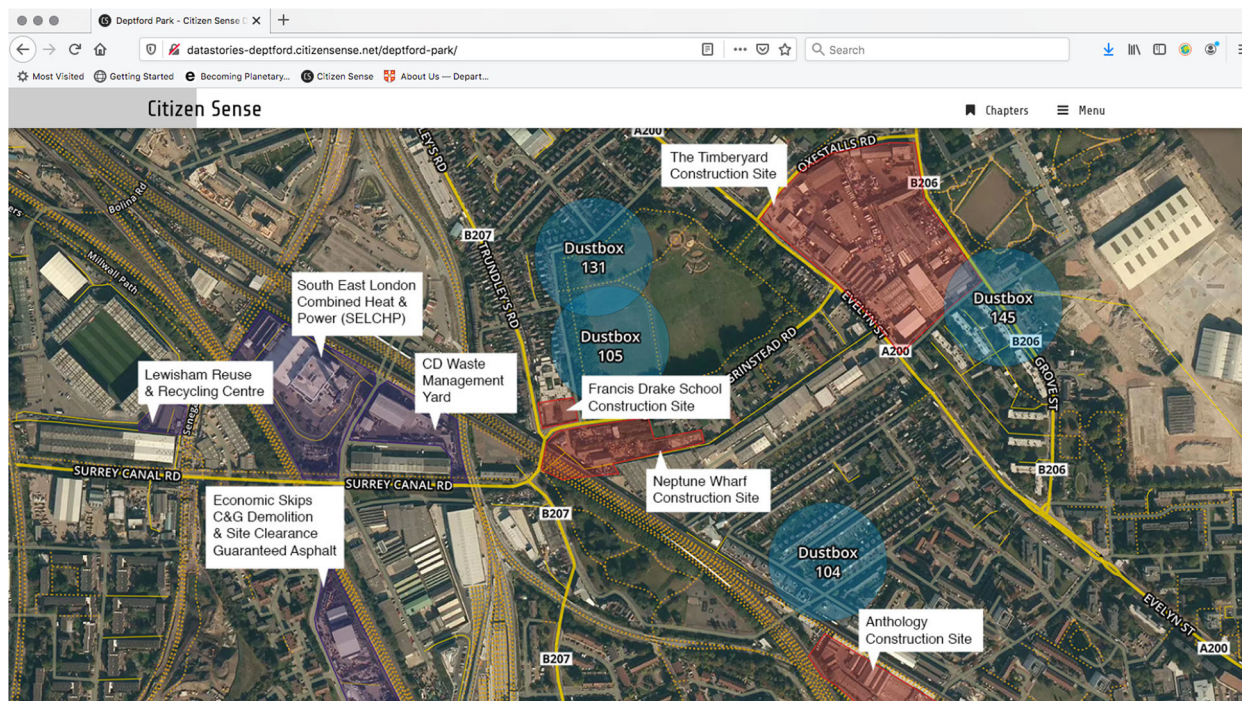 Deptford Park - Citizen Sense D
datastories-deptford.citizensense.net/deptford-park/
Search
Most Visited
Getting Started
Becoming Planetary...
Citizen Sense
About Us — Depart...
Citizen Sense
Chapters
Menu
A200
OXESTALLS RD
The Timberyard
Construction Site
B206
Bolina Rd
B207
TRUNDLEYS RD
Dustbox
131
Millwall Path
South East London
Combined Heat &
Power (SELCHP)
Dustbox
145
EVELYN ST
Dustbox
105
B206
A200
GRINSTEAD RD
GROVE ST
CD Waste
Management
Yard
Lewisham Reuse
& Recycling Centre
Francis Drake School
Construction Site
SURREY CANAL RD
SURREY CANAL RD
B206
Neptune Wharf
Construction Site
Economic Skips
C&G Demolition
& Site Clearance
Guaranteed Asphalt
B207
Dustbox
104
EVELYN ST
Anthology
Construction Site
A200
B207